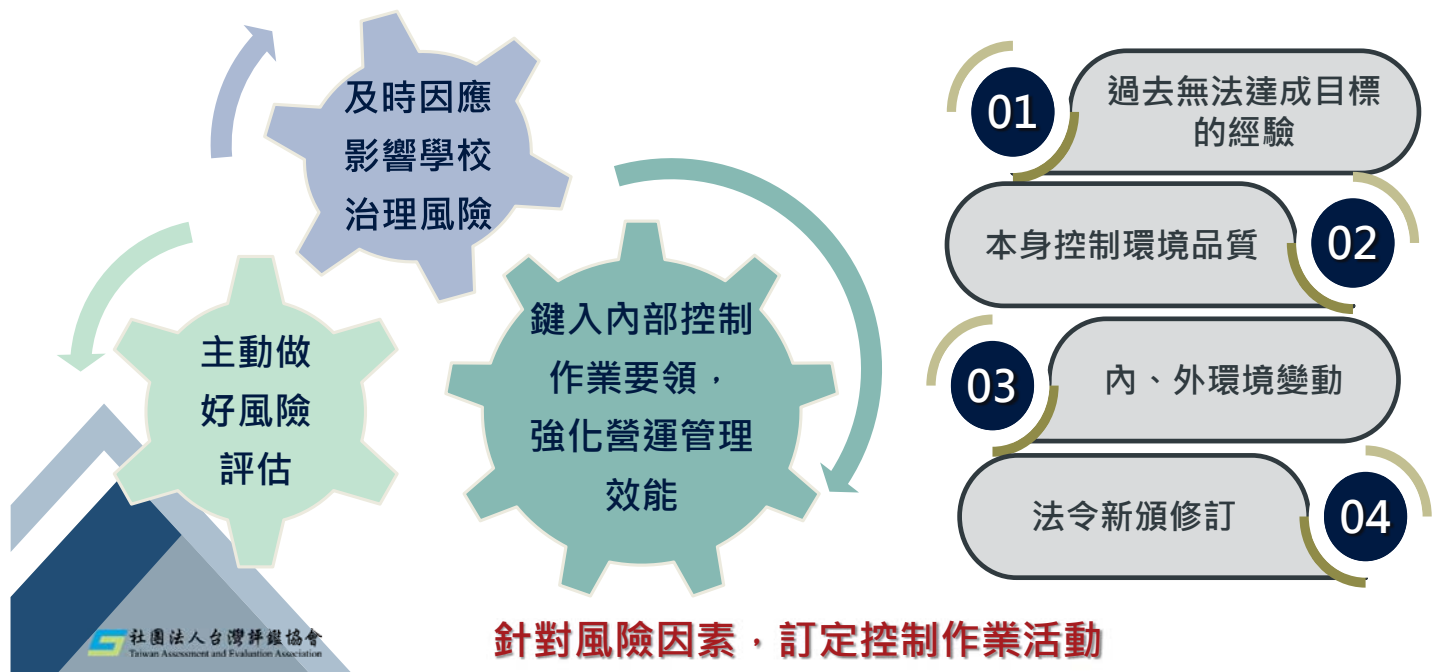 及時因應
影響學校
治理風險
主動做
好風險
評估
鍵入內部控制
作業要領，
強化營運管理
效能
01
過去無法達成目標
的經驗
本身控制環境品質
02
03
內、外環境變動
法令新頒修訂
04
社團法人台灣評鑑協會
Taiwan Assessment and Evaluation Association
針對風險因素，訂定控制作業活動